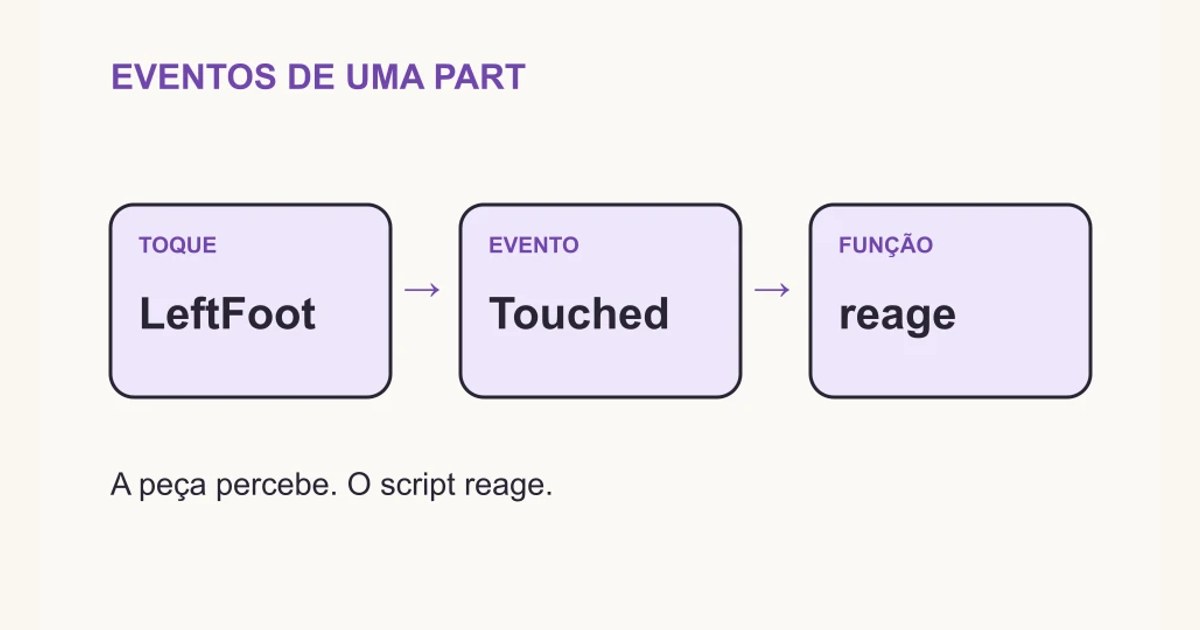 EVENTOS DE UMA PART
TOQUE
LeftFoot
→
EVENTO
Touched
→
FUNÇÃO
reage
A peça percebe. O script reage.